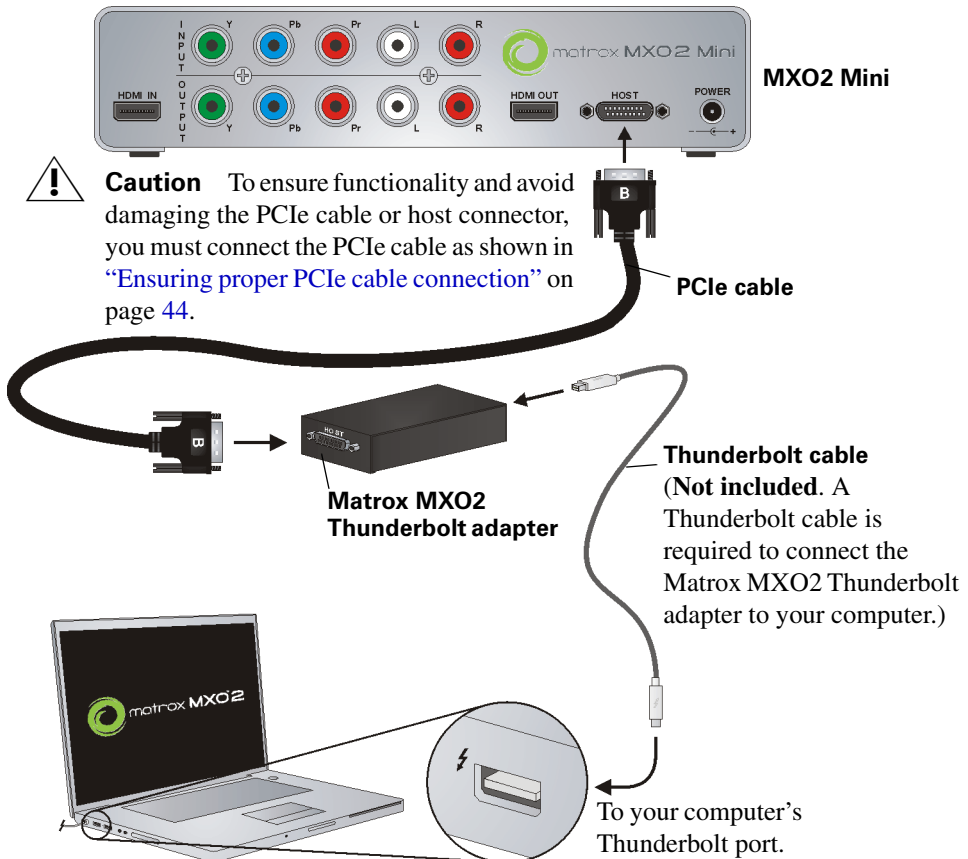 INPUT
Y Pb Pr L R
matrox MXO2 Mini
MXO2 Mini
HDMI IN
OUTPUT
Y Pb Pr L R
HDMI OUT
HOST
POWER
- +
B
Caution To ensure functionality and avoid
damaging the PCIe cable or host connector,
you must connect the PCIe cable as shown in
“Ensuring proper PCIe cable connection” on
page 44.
PCIe cable
B
HOST
Matrox MXO2
Thunderbolt adapter
Thunderbolt cable
(Not included. A
Thunderbolt cable is
required to connect the
Matrox MXO2 Thunderbolt
adapter to your computer.)
matrox MXO2
To your computer's
Thunderbolt port.